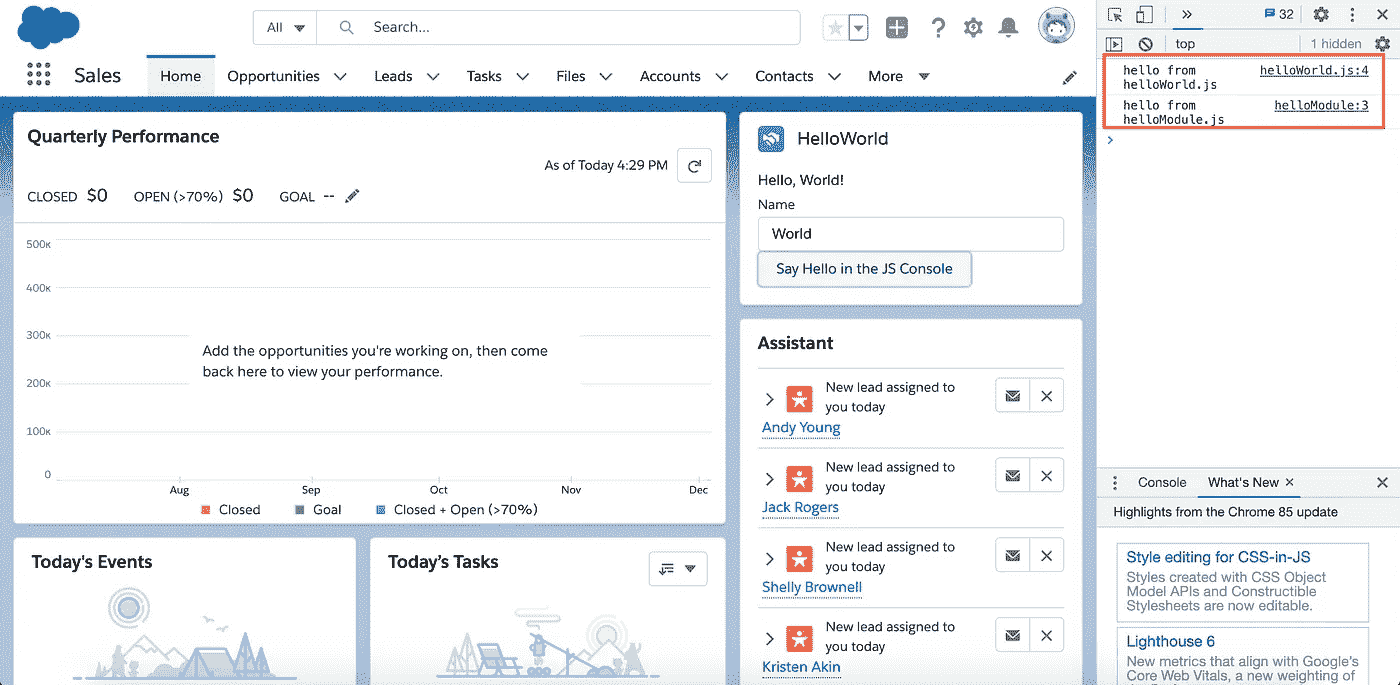 All
Search...
Sales
Home
Opportunities
Leads
Tasks
Files
Accounts
Contacts
More
Quarterly Performance
As of Today 4:29 PM
CLOSED $0 OPEN (>70%) $0 GOAL --
500K
400K
300K
200K
100K
0
Add the opportunities you're working on, then come
back here to view your performance.
Aug Sep Oct Nov Dec
Closed Goal Closed + Open (>70%)
Today's Events
Today's Tasks
HelloWorld
Hello, World!
Name
World
Say Hello in the JS Console
Assistant
New lead assigned to
you today
Andy Young
New lead assigned to
you today
Jack Rogers
New lead assigned to
you today
Shelly Brownell
New lead assigned to
you today
Kristen Akin
32
top
1 hidden
hello from helloWorld.js:4
helloWorld.js
hello from helloModule:3
helloModule.js
Console
What's New
Highlights from the Chrome 85 update
Style editing for CSS-in-JS
Styles created with CSS Object
Model APIs and Constructible
Stylesheets are now editable.
Lighthouse 6
New metrics that align with Google's
Core Web Vitals, a new weighting of